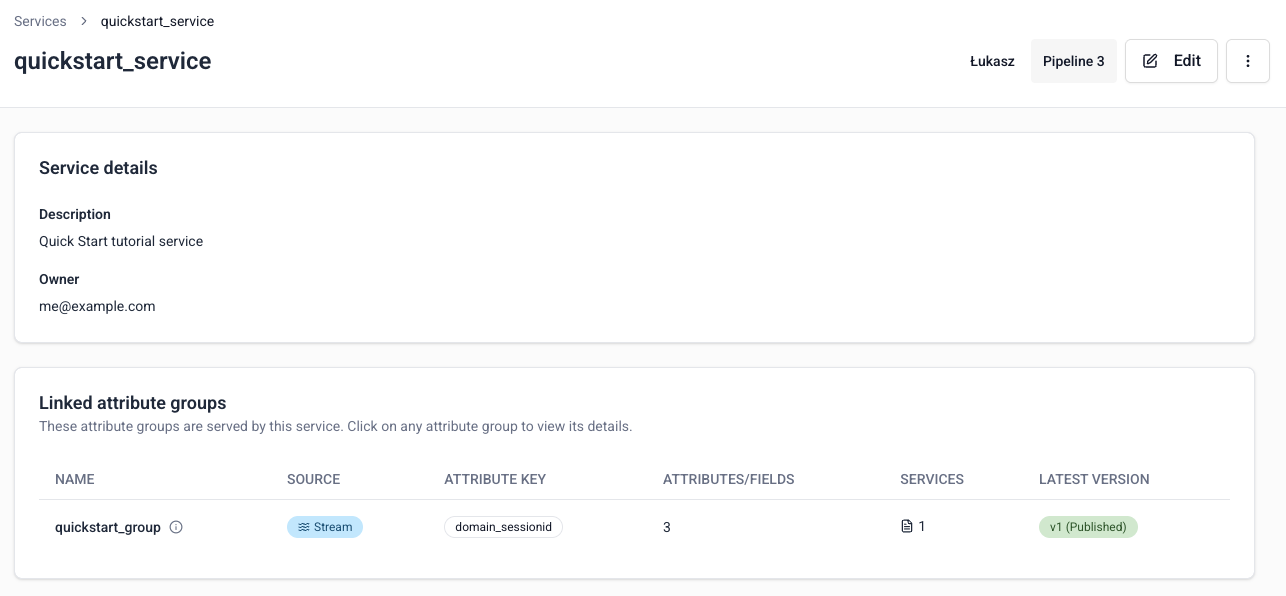 Services > quickstart_service
quickstart_service
Łukasz Pipeline 3 Edit
Service details
Description
Quick Start tutorial service
Owner
me@example.com
Linked attribute groups
These attribute groups are served by this service. Click on any attribute group to view its details.
NAME SOURCE ATTRIBUTE KEY ATTRIBUTES/FIELDS SERVICES LATEST VERSION
quickstart_group Stream domain_sessionid 3 1 v1 (Published)